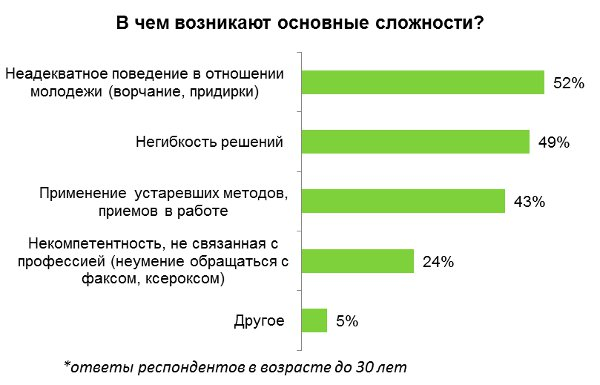 В чем возникают основные сложности?
Неадекватное поведение в отношении
молодежи (ворчание, придирки)
52%
Негибкость решений
49%
Применение устаревших методов,
приемов в работе
43%
Некомпетентность, не связанная с
профессией (неумение обращаться с
факсом, ксероксом)
24%
Другое
5%
*ответы респондентов в возрасте до 30 лет